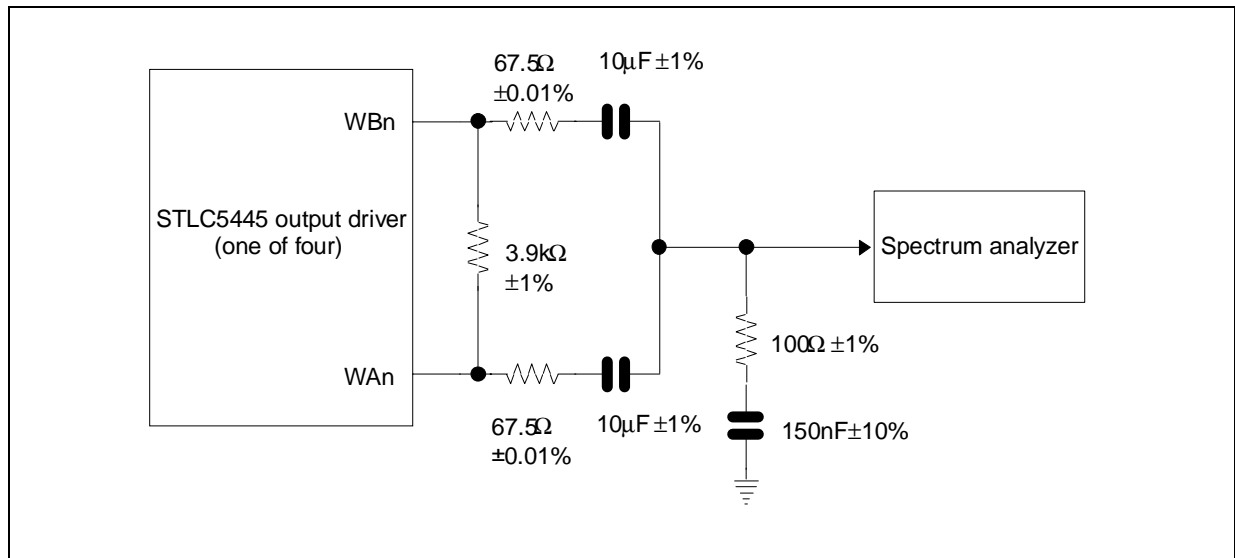 67.5Ω
±0.01%
10µF ±1%
WBn
STLC5445 output driver
(one of four)
3.9kΩ
±1%
Spectrum analyzer
100Ω ±1%
WAn
67.5Ω
±0.01%
10µF ±1%
150nF±10%